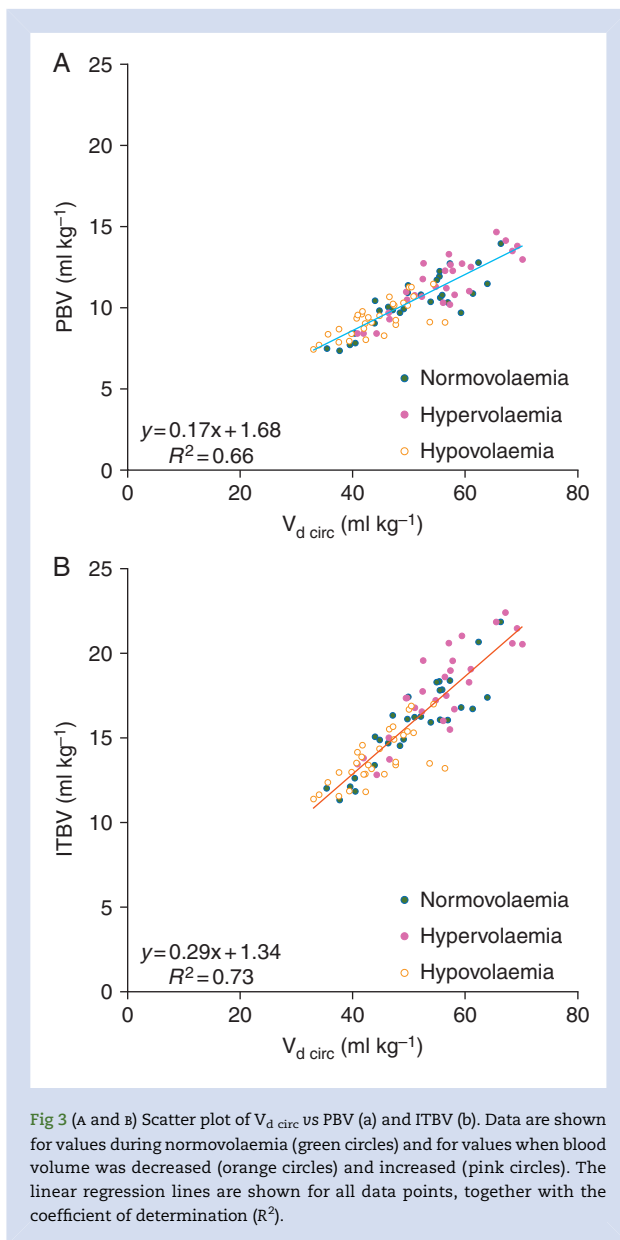 A
25
20
15
10
5
0
PBV (ml kg⁻¹)
Normovolaemia
Hypervolaemia
Hypovolaemia
y=0.17x+1.68
R²=0.66
0 20 40 60 80
V_d circ (ml kg⁻¹)
B
25
20
15
10
5
0
ITBV (ml kg⁻¹)
Normovolaemia
Hypervolaemia
Hypovolaemia
y=0.29x+1.34
R²=0.73
0 20 40 60 80
V_d circ (ml kg⁻¹)
Fig 3 (A and B) Scatter plot of V_d circ vs PBV (a) and ITBV (b). Data are shown
for values during normovolaemia (green circles) and for values when blood
volume was decreased (orange circles) and increased (pink circles). The
linear regression lines are shown for all data points, together with the
coefficient of determination (R²).